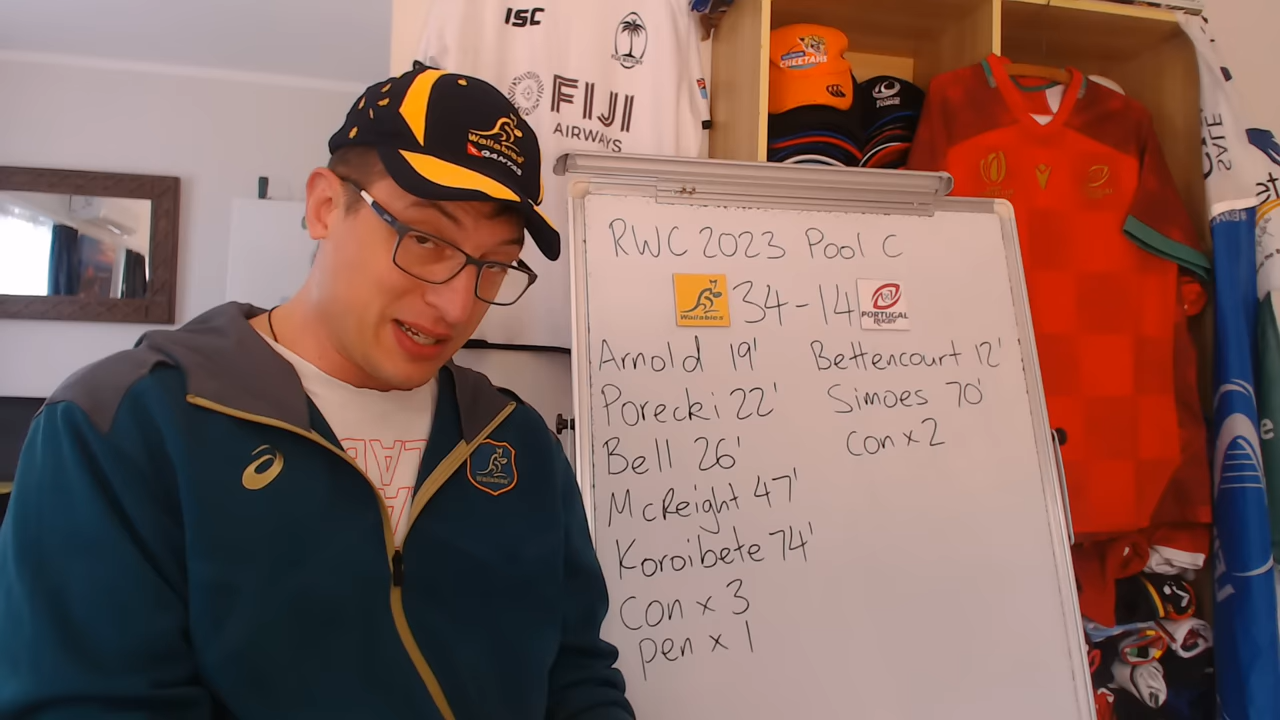 ISC
FIJI
AIRWAYS
CHEETAHS
Wallabies
QANTAS
RWC 2023 Pool C
Wallabies 34-14 PORTUGAL RUGBY
Arnold 19' Bettencourt 12'
Porecki 22' Simoes 70'
Bell 26' con x 2
McReight 47'
Koroibete 74'
con x 3
pen x 1
Wallabies